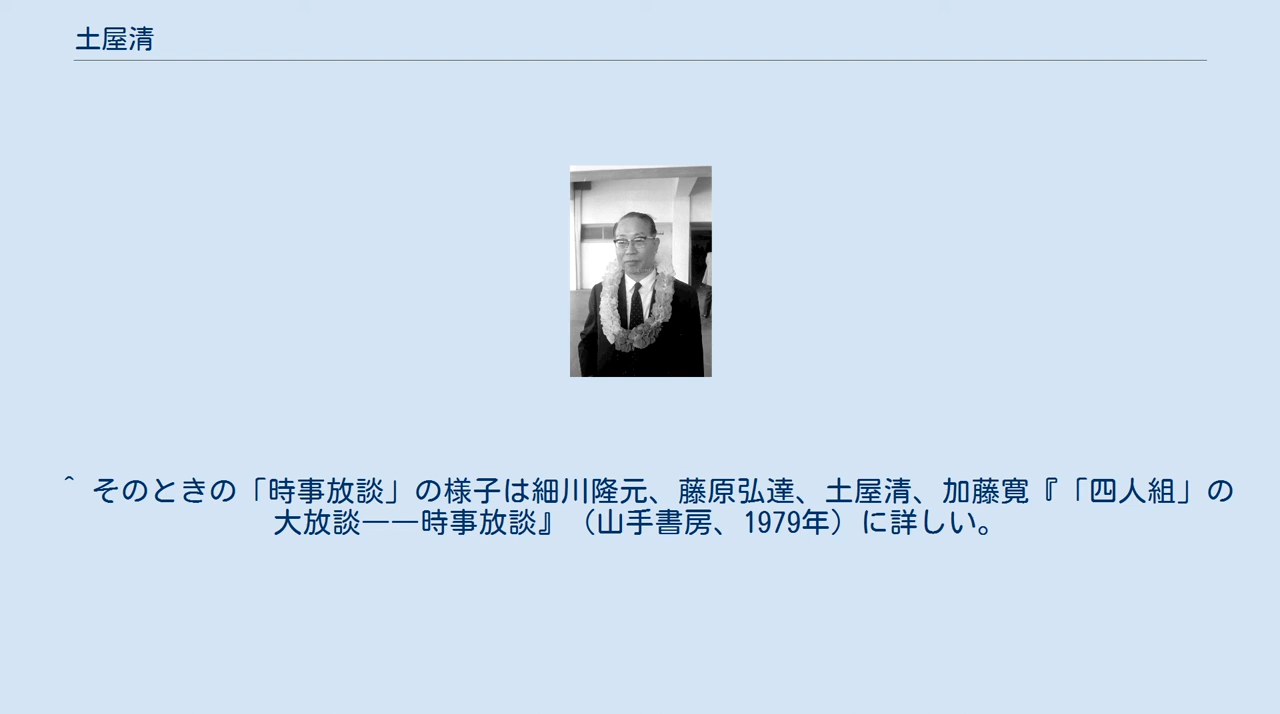 土屋清
^ そのときの「時事放談」の様子は細川隆元、藤原弘達、土屋清、加藤寛『「四人組」の
大放談――時事放談』（山手書房、1979年）に詳しい。